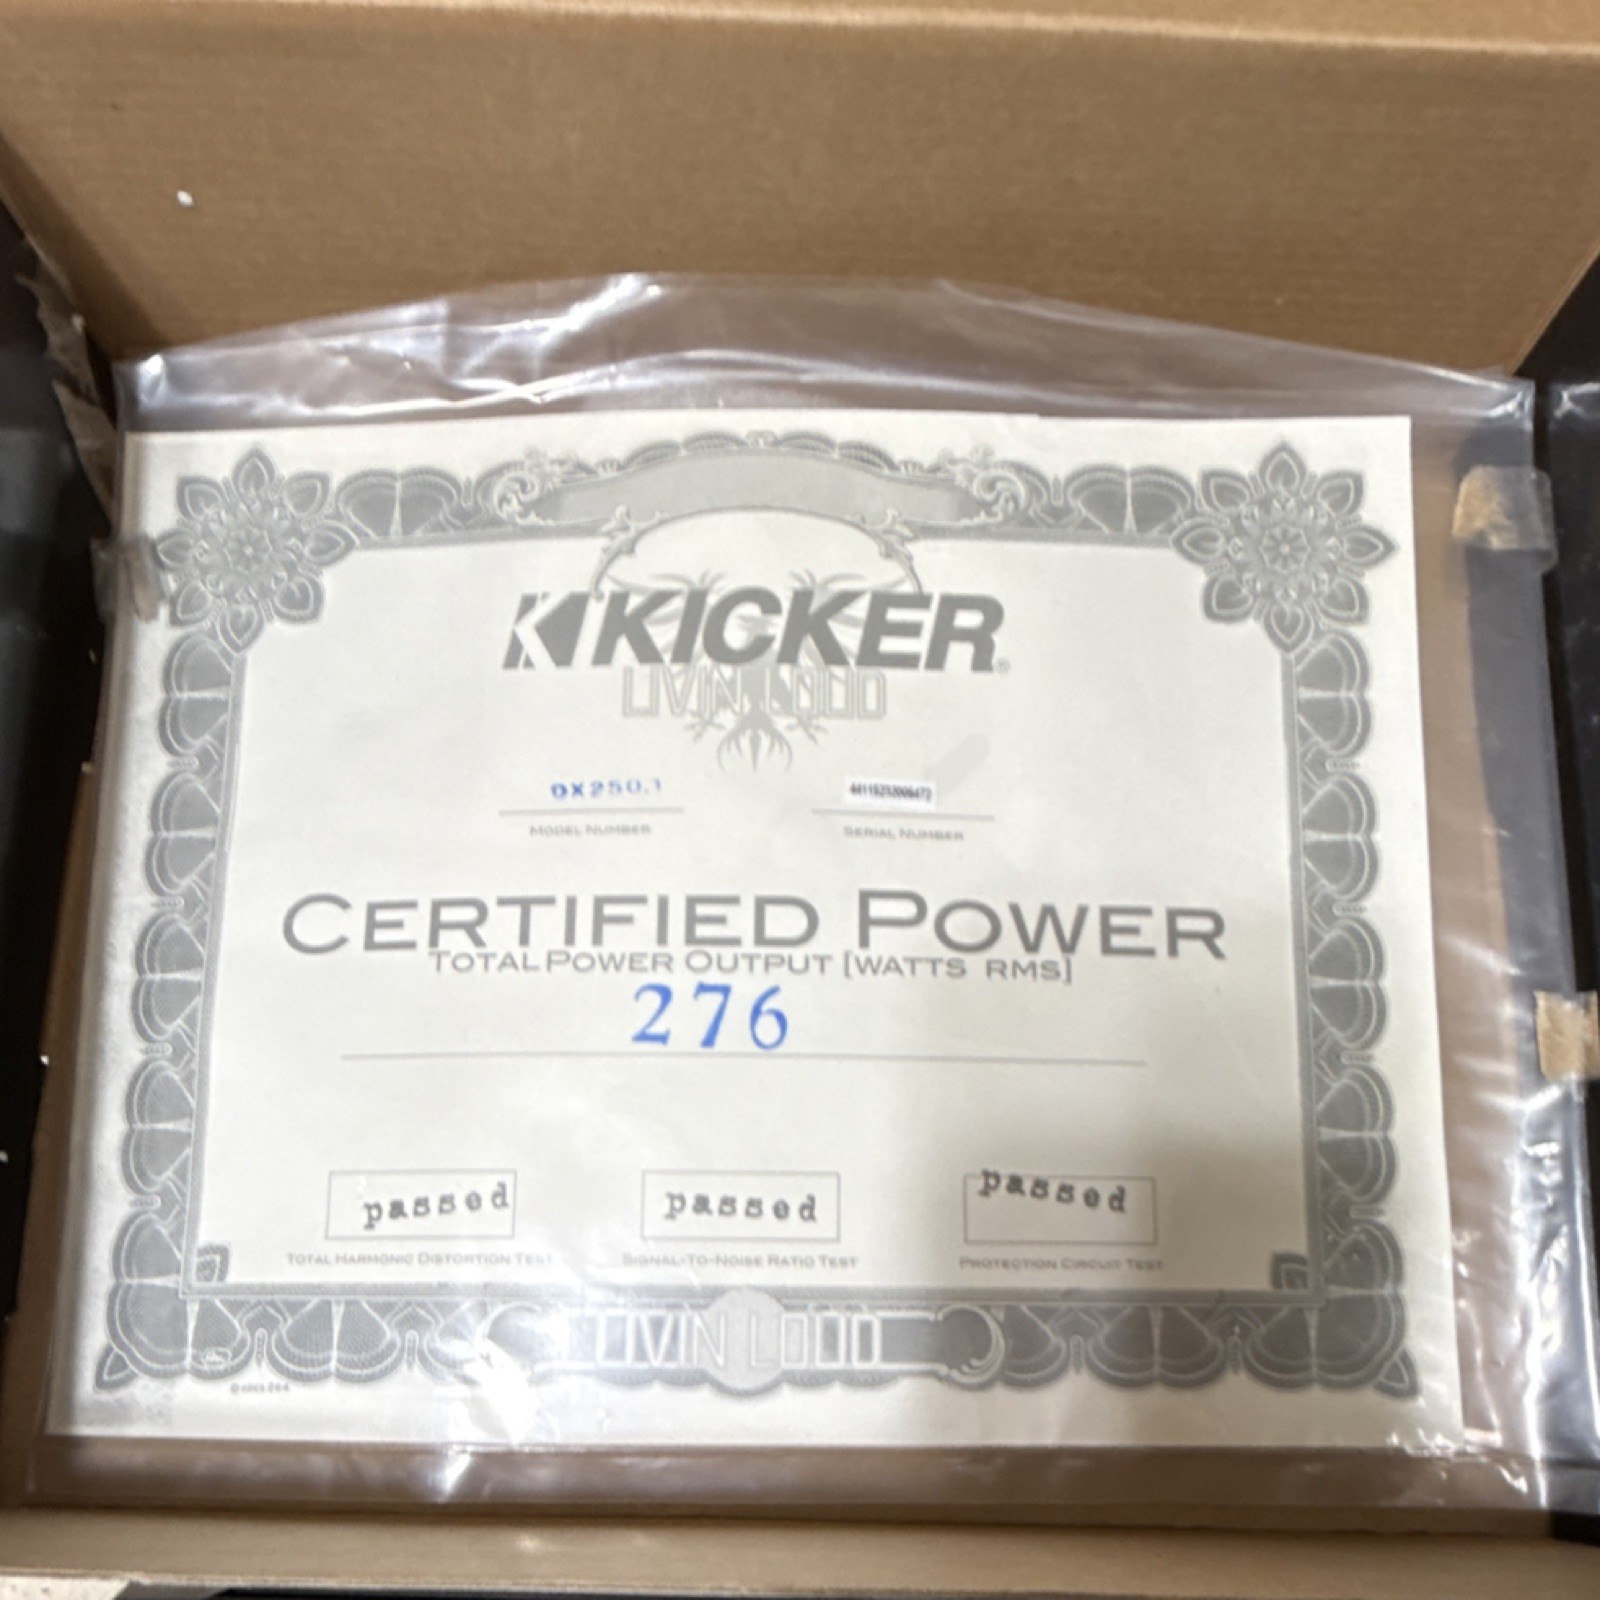 KICKER®
LIVIN LOUD
DX250.1
MODEL NUMBER
SERIAL NUMBER
CERTIFIED POWER
TOTAL POWER OUTPUT [WATTS RMS]
276
passed passed passed
TOTAL HARMONIC DISTORTION TEST SIGNAL-TO-NOISE RATIO TEST PROTECTION CIRCUIT TEST
LIVIN LOUD